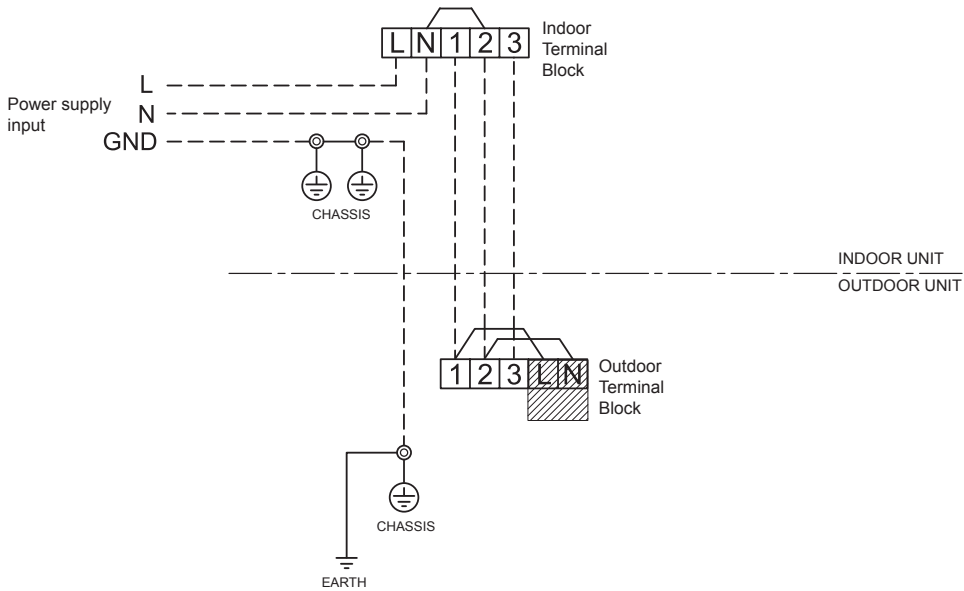 L N 1 2 3
Indoor
Terminal
Block
Power supply
input
L
N
GND
CHASSIS
INDOOR UNIT
OUTDOOR UNIT
1 2 3 L N
Outdoor
Terminal
Block
CHASSIS
EARTH